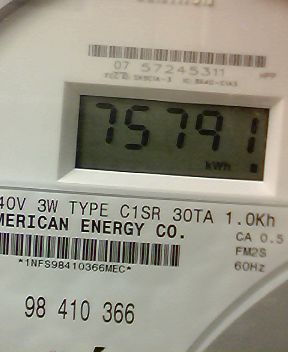 07 57245311
75791
kWh
40V 3W TYPE C1SR 30TA 1.0Kh
MERICAN ENERGY CO.
CA 0.5
FM2S
*1NFS98410366MEC*
60Hz
98 410 366